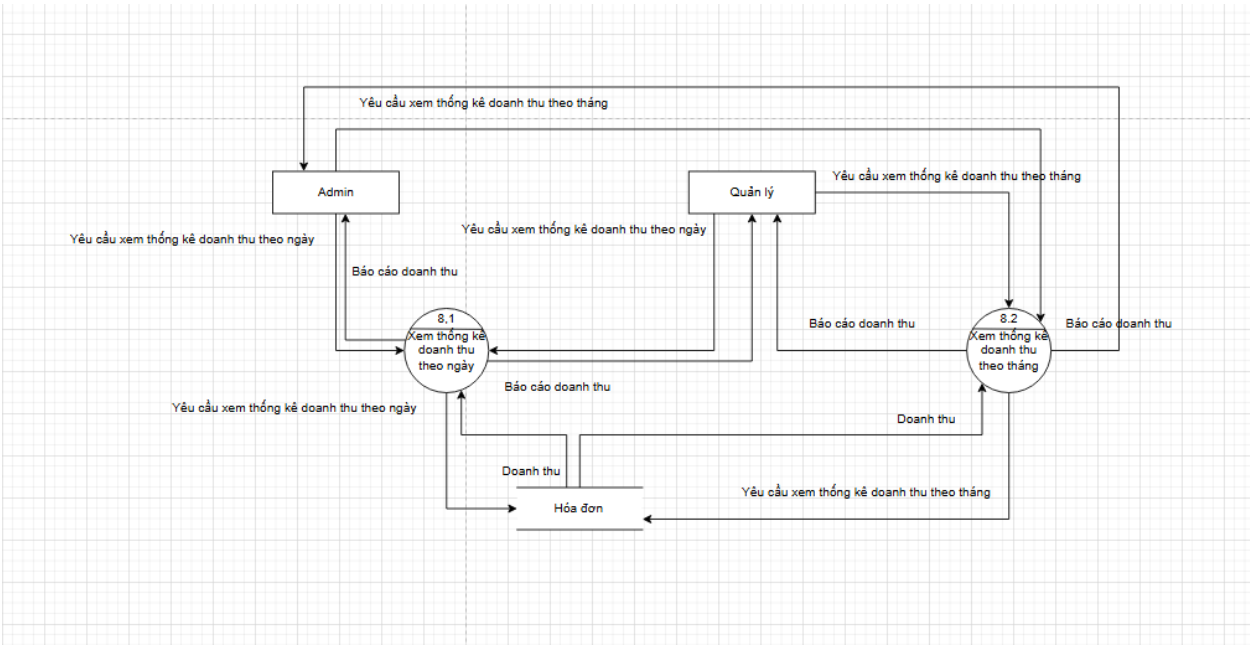 Yêu cầu xem thống kê doanh thu theo tháng
Admin
Quản lý
Yêu cầu xem thống kê doanh thu theo tháng
Yêu cầu xem thống kê doanh thu theo ngày
Yêu cầu xem thống kê doanh thu theo ngày
Báo cáo doanh thu
8.1
Xem thống kê
doanh thu
theo ngày
Báo cáo doanh thu
8.2
Xem thống kê
doanh thu
theo tháng
Báo cáo doanh thu
Báo cáo doanh thu
Yêu cầu xem thống kê doanh thu theo ngày
Doanh thu
Doanh thu
Yêu cầu xem thống kê doanh thu theo tháng
Hóa đơn